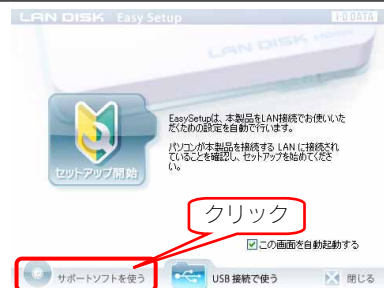 LAN DISK Easy Setup
I-O DATA
LAN DISK
EasySetupは、本製品をLAN接続でお使いいた
だくための設定を自動で行います。
パソコンが本製品を接続する LAN に接続され
ていることを確認し、セットアップを始めてくださ
い。
セットアップ開始
クリック
この画面を自動起動する
サポートソフトを使う
USB 接続で使う
閉じる